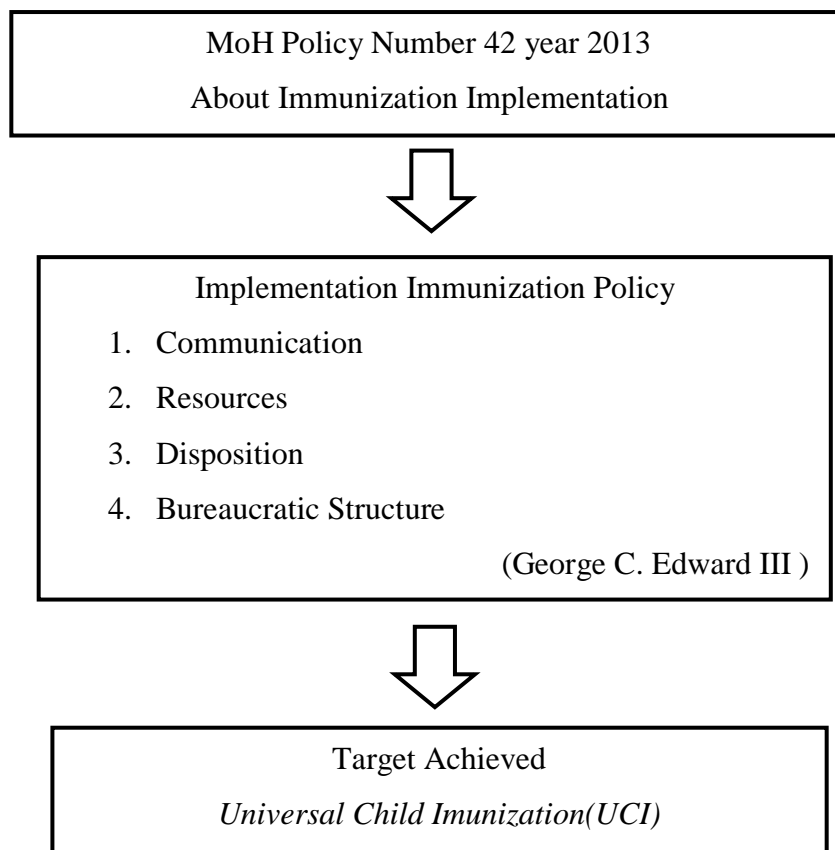 MoH Policy Number 42 year 2013
About Immunization Implementation
Implementation Immunization Policy
1. Communication
2. Resources
3. Disposition
4. Bureaucratic Structure
(George C. Edward III )
Target Achieved
Universal Child Imunization(UCI)